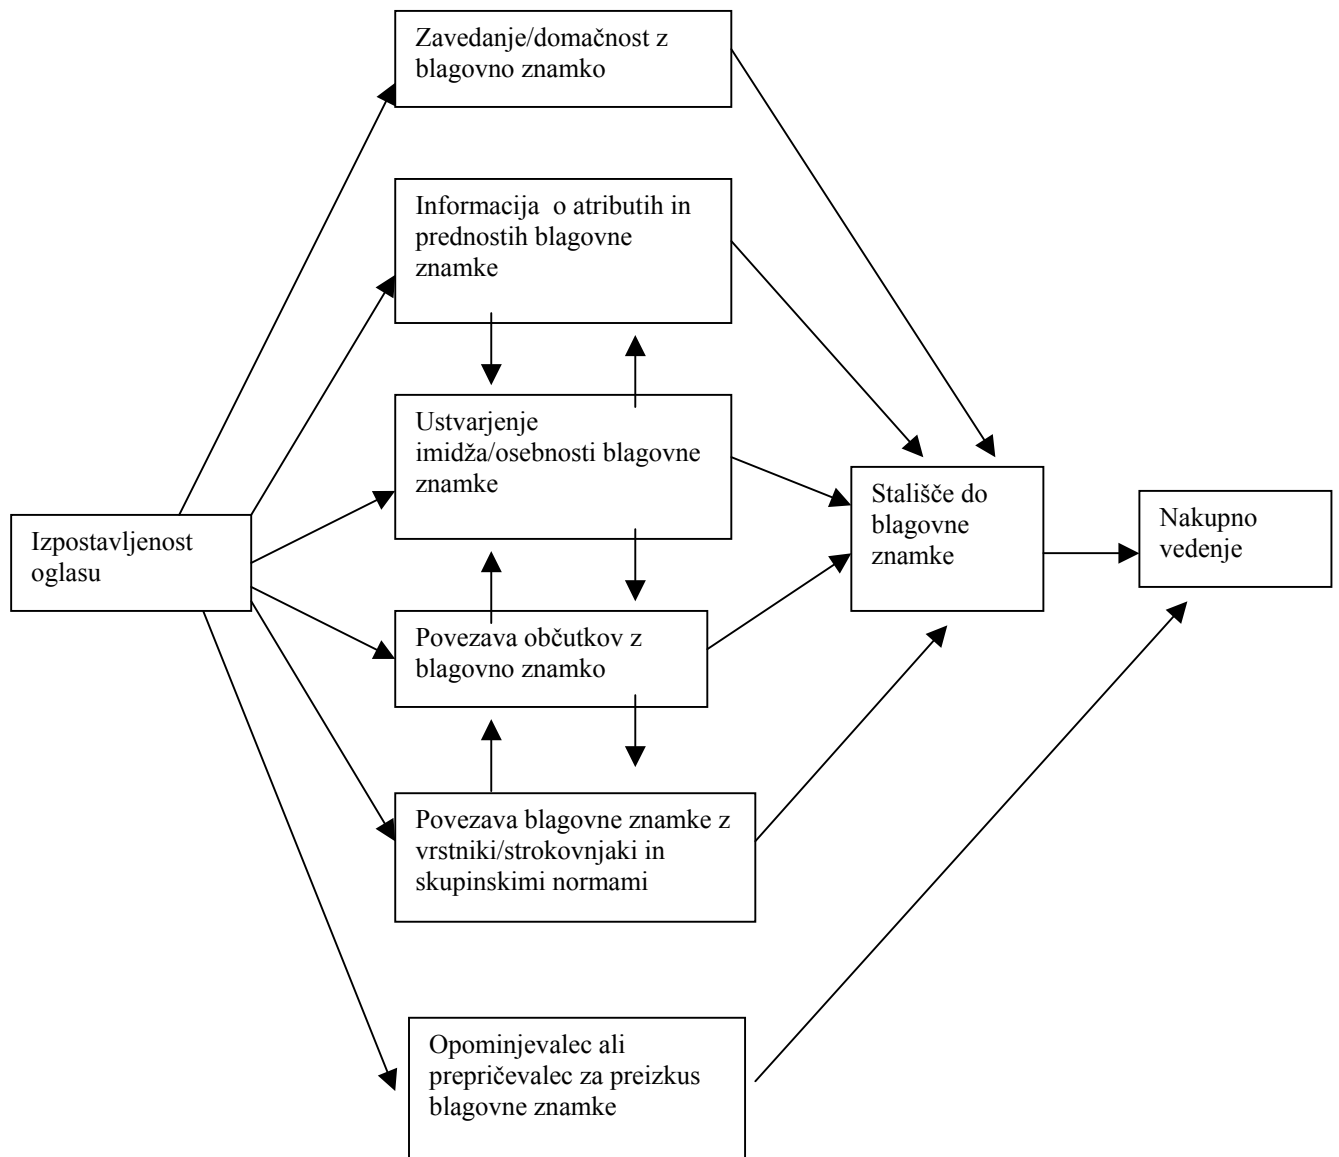 Zavedanje/domačnost z
blagovno znamko
Informacija  o atributih in
prednostih blagovne
znamke
Ustvarjenje
imidža/osebnosti blagovne
znamke
Izpostavljenost
oglasu
Stališče do
blagovne
znamke
Nakupno
vedenje
Povezava občutkov z
blagovno znamko
Povezava blagovne znamke z
vrstniki/strokovnjaki in
skupinskimi normami
Opominjevalec ali
prepričevalec za preizkus
blagovne znamke